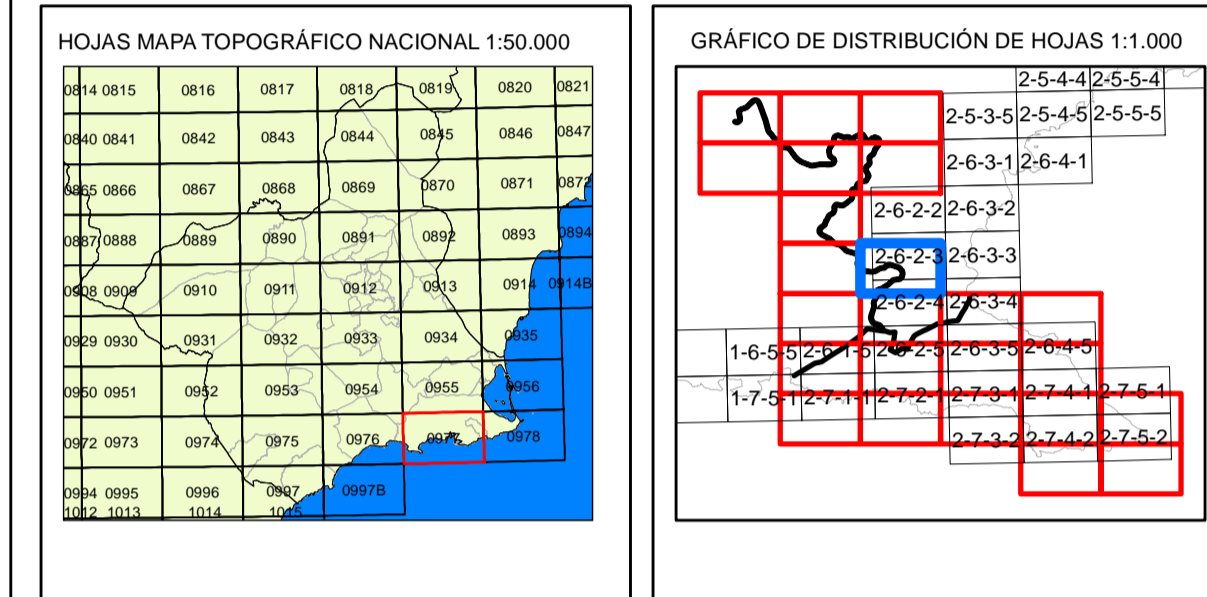 HOJAS MAPA TOPOGRÁFICO NACIONAL 1:50.000
0814 0815 0816 0817 0818 0819 0820 0821
0840 0841 0842 0843 0844 0845 0846 0847
0865 0866 0867 0868 0869 0870 0871 0872
0887 0888 0889 0890 0891 0892 0893 0894
0908 0909 0910 0911 0912 0913 0914 0914B
0929 0930 0931 0932 0933 0934 0935
0950 0951 0952 0953 0954 0955 0956
0972 0973 0974 0975 0976 0977 0978
0994 0995 0996 0997 0997B
1012 1013 1014 1015
GRÁFICO DE DISTRIBUCIÓN DE HOJAS 1:1.000
2-5-4-4 2-5-5-4
2-5-3-5 2-5-4-5 2-5-5-5
2-6-3-1 2-6-4-1
2-6-2-2 2-6-3-2
2-6-2-3 2-6-3-3
2-6-2-4 2-6-3-4
1-6-5-5 2-6-1-5 2-6-2-5 2-6-3-5 2-6-4-5
1-7-5-1 2-7-1-1 2-7-2-1 2-7-3-1 2-7-4-1 2-7-5-1
2-7-3-2 2-7-4-2 2-7-5-2